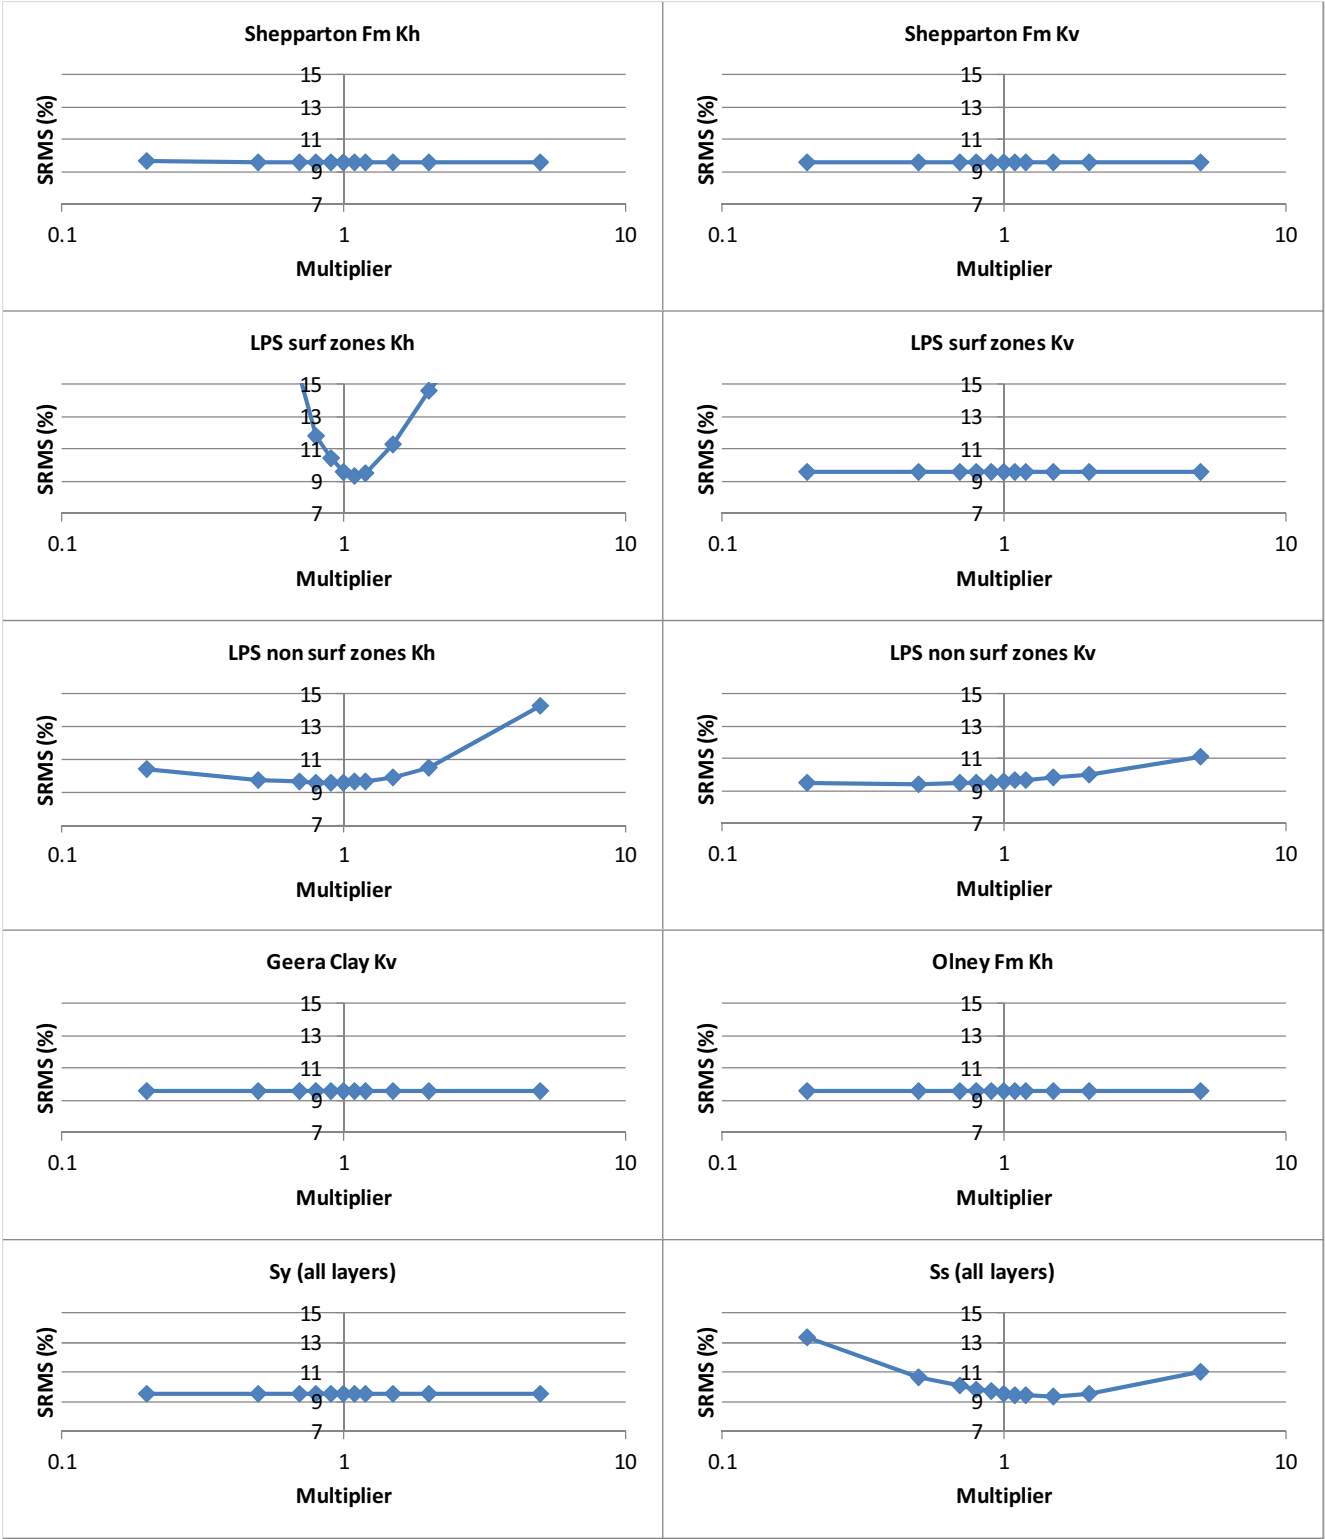 Shepparton Fm Kh
15
13
11
9
7
SRMS (%)
0.1 1 10
Multiplier
Shepparton Fm Kv
15
13
11
9
7
SRMS (%)
0.1 1 10
Multiplier
LPS surf zones Kh
15
13
11
9
7
SRMS (%)
0.1 1 10
Multiplier
LPS surf zones Kv
15
13
11
9
7
SRMS (%)
0.1 1 10
Multiplier
LPS non surf zones Kh
15
13
11
9
7
SRMS (%)
0.1 1 10
Multiplier
LPS non surf zones Kv
15
13
11
9
7
SRMS (%)
0.1 1 10
Multiplier
Geera Clay Kv
15
13
11
9
7
SRMS (%)
0.1 1 10
Multiplier
Olney Fm Kh
15
13
11
9
7
SRMS (%)
0.1 1 10
Multiplier
Sy (all layers)
15
13
11
9
7
SRMS (%)
0.1 1 10
Multiplier
Ss (all layers)
15
13
11
9
7
SRMS (%)
0.1 1 10
Multiplier